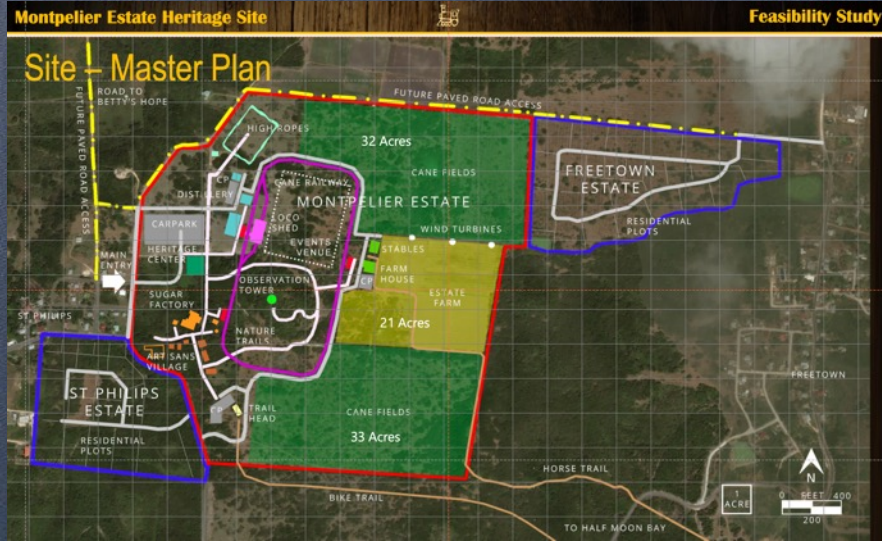 Montpelier Estate Heritage Site
Feasibility Study
Site – Master Plan
ROAD TO
BETTY'S HOPE
FUTURE PAVED ROAD ACCESS
FUTURE PAVED ROAD ACCESS
HIGH ROPES
32 Acres
CANE FIELDS
CP
DISTILLERY
CANE RAILWAY
MONTPELIER ESTATE
FREETOWN
ESTATE
RESIDENTIAL
PLOTS
CARPARK
LOCO
SHED
EVENTS
VENUE
WIND TURBINES
HERITAGE
CENTER
MAIN
ENTRY
STABLES
FARM
HOUSE
CP
OBSERVATION
TOWER
ESTATE
FARM
21 Acres
SUGAR
FACTORY
ST PHILIPS
NATURE
TRAILS
ARTISANS
VILLAGE
ST PHILIPS
ESTATE
RESIDENTIAL
PLOTS
CP
TRAIL
HEAD
CANE FIELDS
33 Acres
FREETOWN
HORSE TRAIL
BIKE TRAIL
TO HALF MOON BAY
1
ACRE
N
0 FEET 400
200